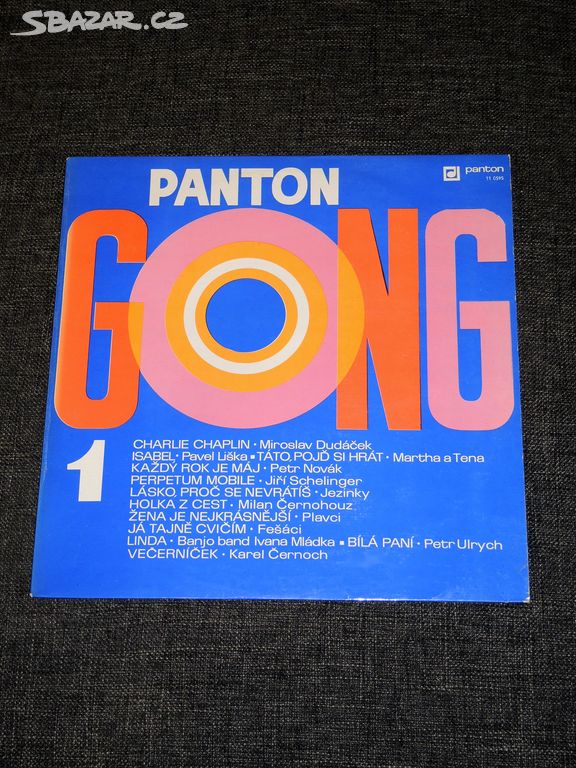 SBAZAR.CZ
PANTON
panton
11 0595
GONG
1
CHARLIE CHAPLIN • Miroslav Dudáček
ISABEL • Pavel Liška ▪ TÁTO, POJĎ SI HRÁT • Martha a Tena
KAŽDÝ ROK JE MÁJ • Petr Novák
PERPETUM MOBILE • Jiří Schelinger
LÁSKO, PROČ SE NEVRÁTÍŠ • Jezinky
HOLKA Z CEST • Milan Černohouz
ŽENA JE NEJKRÁSNĚJŠÍ • Plavci
JÁ TAJNĚ CVIČÍM • Fešáci
LINDA • Banjo band Ivana Mládka ▪ BÍLÁ PANÍ • Petr Ulrych
VEČERNÍČEK • Karel Černoch